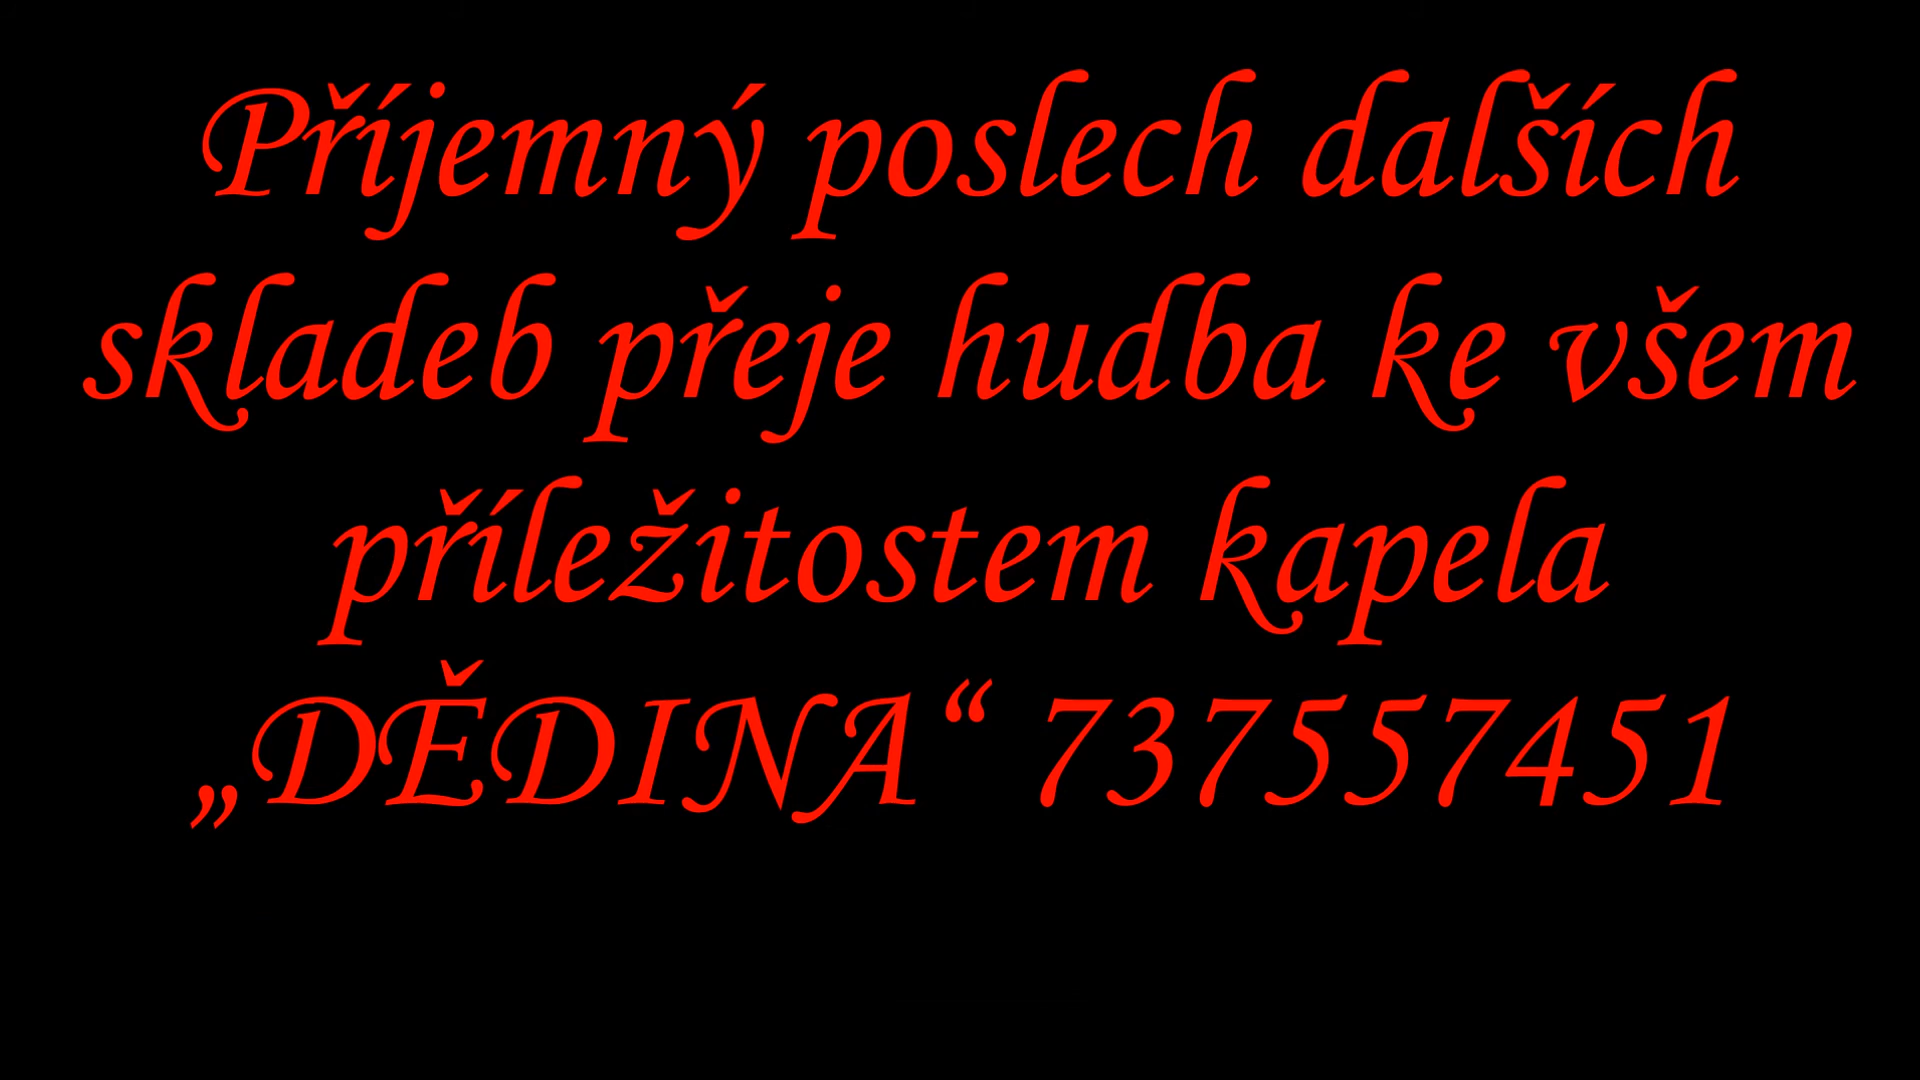 Příjemný poslech dalších
skladeb přeje hudba ke všem
příležitostem kapela
„DĚDINA“ 737557451